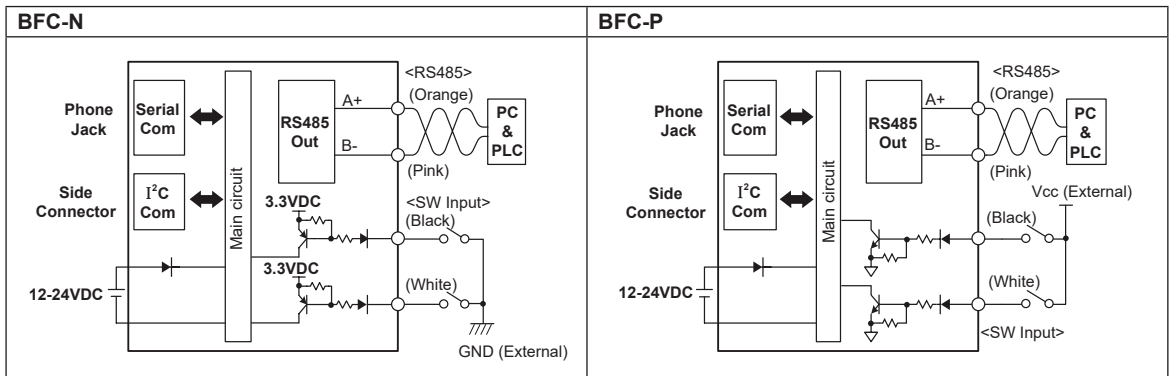 BFC-N
<RS485>
(Orange)
Phone
Jack
Serial
Com
A+
RS485
Out
B-
PC
&
PLC
(Pink)
Side
Connector
I²C
Com
Main circuit
3.3VDC
<SW Input>
(Black)
3.3VDC
(White)
12-24VDC
GND (External)
BFC-P
<RS485>
(Orange)
Phone
Jack
Serial
Com
A+
RS485
Out
B-
PC
&
PLC
(Pink)
Side
Connector
I²C
Com
Main circuit
Vcc (External)
(Black)
(White)
12-24VDC
<SW Input>